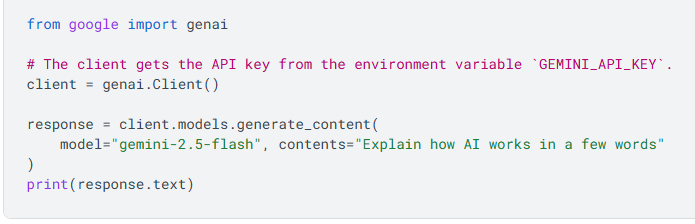 from google import genai
# The client gets the API key from the environment variable `GEMINI_API_KEY`.
client = genai.Client()
response = client.models.generate_content(
    model="gemini-2.5-flash", contents="Explain how AI works in a few words"
)
print(response.text)